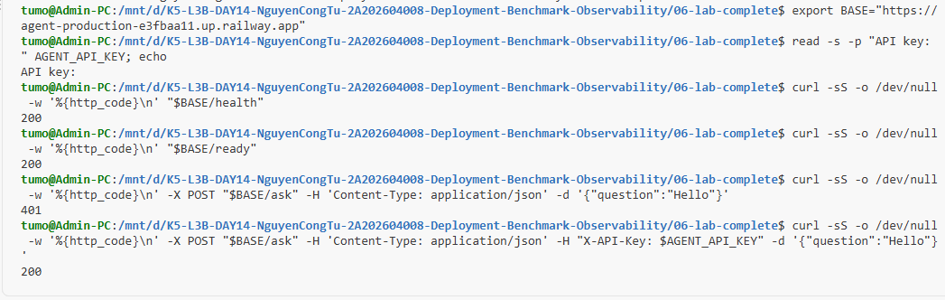 tumo@Admin-PC:/mnt/d/K5-L3B-DAY14-NguyenCongTu-2A202604008-Deployment-Benchmark-Observability/06-lab-complete$ export BASE="https://
agent-production-e3fbaa11.up.railway.app"
tumo@Admin-PC:/mnt/d/K5-L3B-DAY14-NguyenCongTu-2A202604008-Deployment-Benchmark-Observability/06-lab-complete$ read -s -p "API key:
" AGENT_API_KEY; echo
API key:
tumo@Admin-PC:/mnt/d/K5-L3B-DAY14-NguyenCongTu-2A202604008-Deployment-Benchmark-Observability/06-lab-complete$ curl -sS -o /dev/null
-w '%{http_code}\n' "$BASE/health"
200
tumo@Admin-PC:/mnt/d/K5-L3B-DAY14-NguyenCongTu-2A202604008-Deployment-Benchmark-Observability/06-lab-complete$ curl -sS -o /dev/null
-w '%{http_code}\n' "$BASE/ready"
200
tumo@Admin-PC:/mnt/d/K5-L3B-DAY14-NguyenCongTu-2A202604008-Deployment-Benchmark-Observability/06-lab-complete$ curl -sS -o /dev/null
-w '%{http_code}\n' -X POST "$BASE/ask" -H 'Content-Type: application/json' -d '{"question":"Hello"}'
401
tumo@Admin-PC:/mnt/d/K5-L3B-DAY14-NguyenCongTu-2A202604008-Deployment-Benchmark-Observability/06-lab-complete$ curl -sS -o /dev/null
-w '%{http_code}\n' -X POST "$BASE/ask" -H 'Content-Type: application/json' -H "X-API-Key: $AGENT_API_KEY" -d '{"question":"Hello"}
'
200